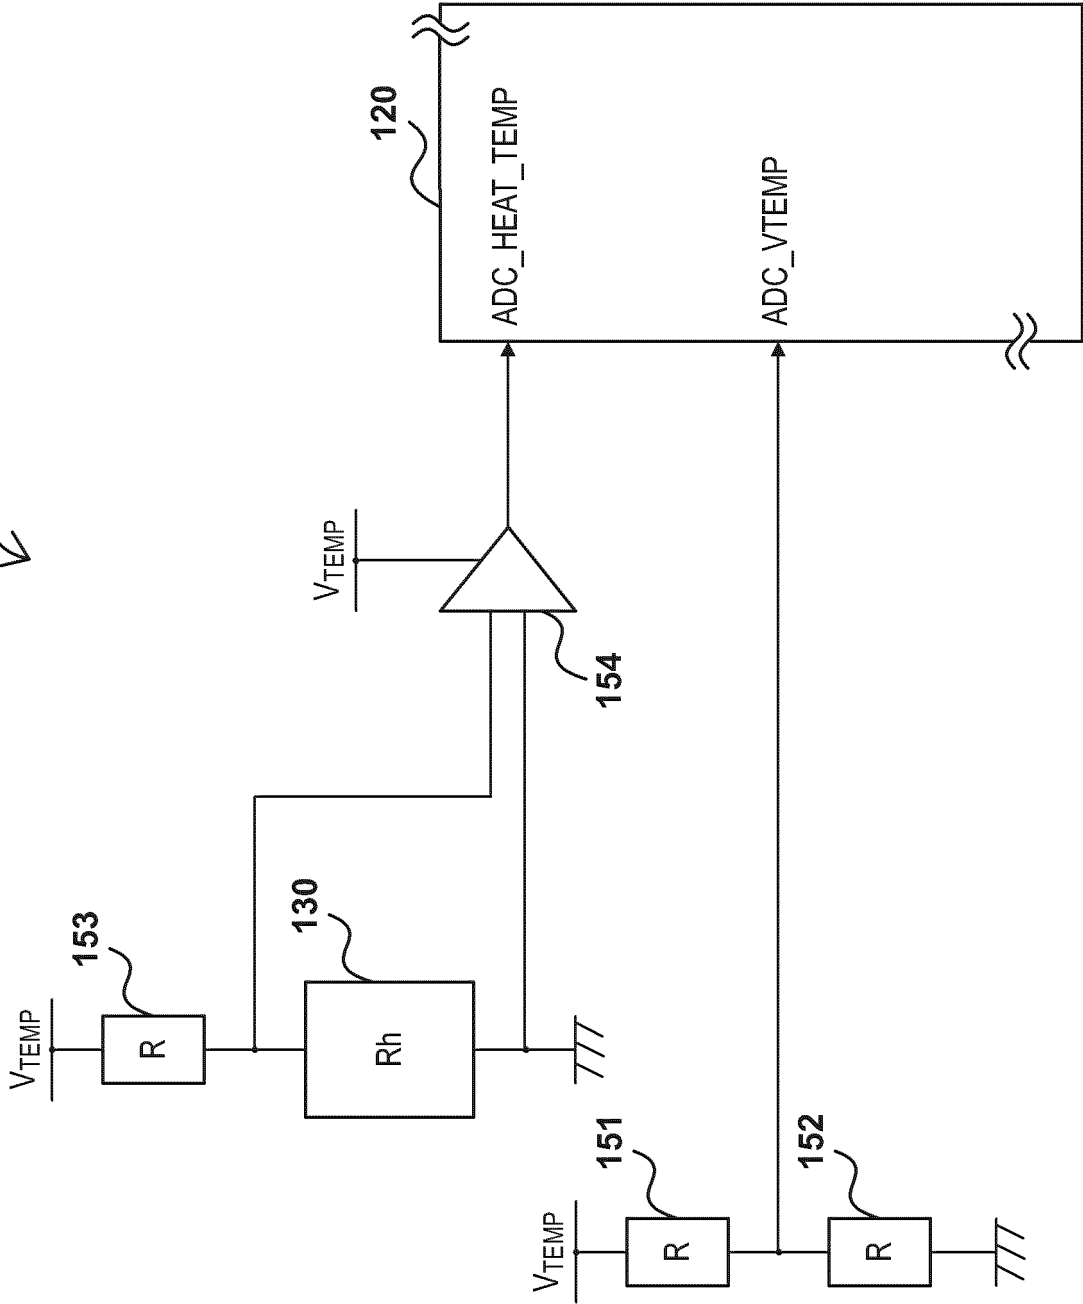 120
ADC_HEAT_TEMP
ADC_VTEMP
VTEMP
154
VTEMP
153
R
130
Rh
VTEMP
151
R
152
R